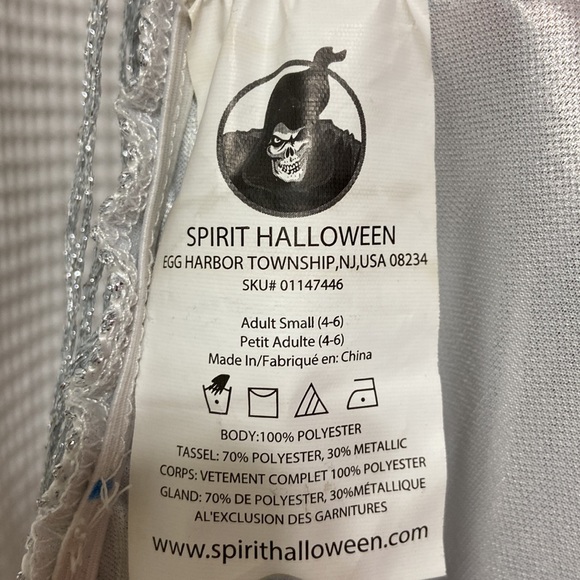 SPIRIT HALLOWEEN
EGG HARBOR TOWNSHIP,NJ,USA 08234
SKU# 01147446
Adult Small (4-6)
Petit Adulte (4-6)
Made In/Fabriqué en: China
BODY:100% POLYESTER
TASSEL: 70% POLYESTER, 30% METALLIC
CORPS: VETEMENT COMPLET 100% POLYESTER
GLAND: 70% DE POLYESTER, 30%MÉTALLIQUE
AL'EXCLUSION DES GARNITURES
www.spirithalloween.com